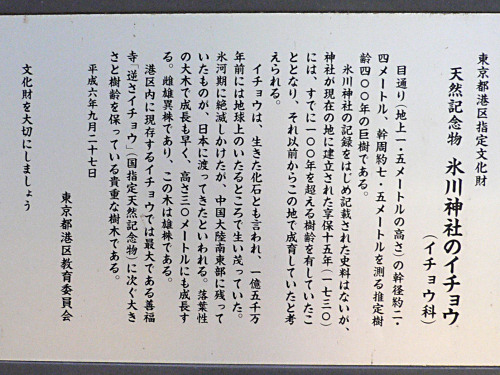 東京都港区指定文化財
天然記念物 氷川神社のイチョウ
（イチョウ科）
目通り（地上一・五メートルの高さ）の幹径約二・
四メートル、幹周約七・五メートルを測る推定樹
齢四〇〇年の巨樹である。
氷川神社の記録をはじめ記載された史料はないが、
神社が現在の地に建立された享保十五年（一七三〇）
には、すでに一〇〇年を超える樹齢を有していたこ
ととなり、それ以前からこの地で成育していたと考
えられる。
イチョウは、生きた化石とも言われ、一億五千万
年前には地球上のいたるところで生い茂っていた。
氷河期に絶滅しかけたが、中国大陸南東部に残って
いたものが、日本に渡ってきたといわれる。落葉性
の大木で成長も早く、高さ三〇メートルにも成長す
る。雌雄異株であり、この木は雄株である。
港区内に現存するイチョウでは最大である善福
寺「逆さイチョウ」（国指定天然記念物）に次ぐ大き
さと樹齢を保っている貴重な樹木である。
平成六年九月二十七日
東京都港区教育委員会
文化財を大切にしましょう